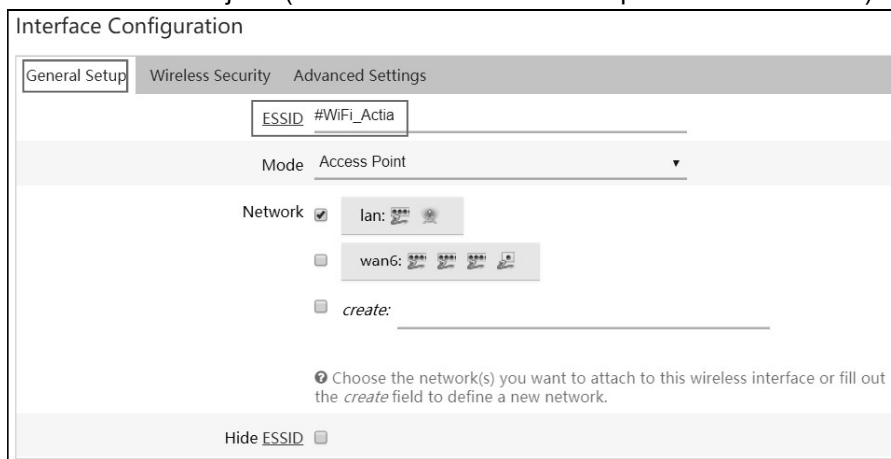 Interface Configuration
General Setup Wireless Security Advanced Settings
ESSID #WiFi_Actia
Mode Access Point
Network lan:
wan6:
create:
Choose the network(s) you want to attach to this wireless interface or fill out
the create field to define a new network.
Hide ESSID